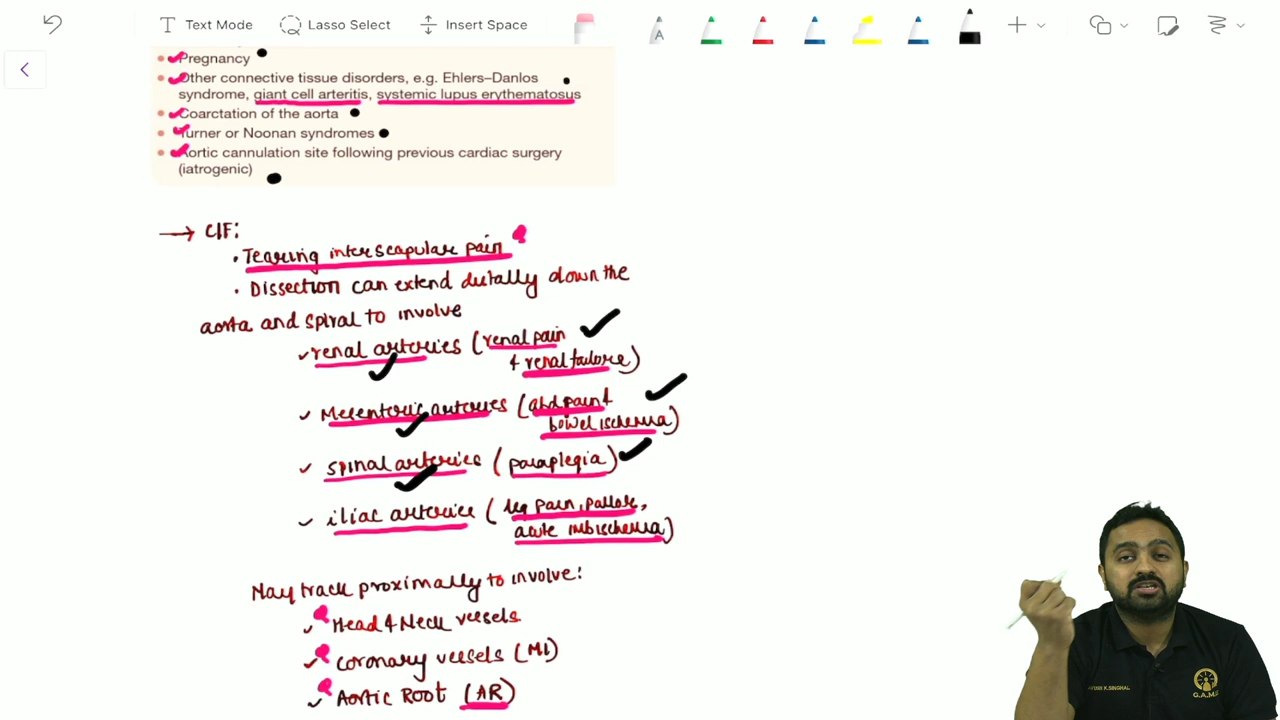 Text Mode
Lasso Select
Insert Space
A
Pregnancy
Other connective tissue disorders, e.g. Ehlers–Danlos
syndrome, giant cell arteritis, systemic lupus erythematosus
Coarctation of the aorta
Turner or Noonan syndromes
Aortic cannulation site following previous cardiac surgery
(iatrogenic)
→ C/F:
• Tearing interscapular pain
• Dissection can extend distally down the
aorta and spiral to involve
✓ renal arteries (renal pain
& renal failure)
✓ Mesenteric arteries (abd pain &
bowel ischemia)
✓ spinal arteries (paraplegia)
✓ iliac arteries (leg pain, pallor,
acute limb ischemia)
May track proximally to involve:
✓ Head & Neck vessels
✓ coronary vessels (MI)
✓ Aortic Root (AR)
AYUSH K.SINGHAL